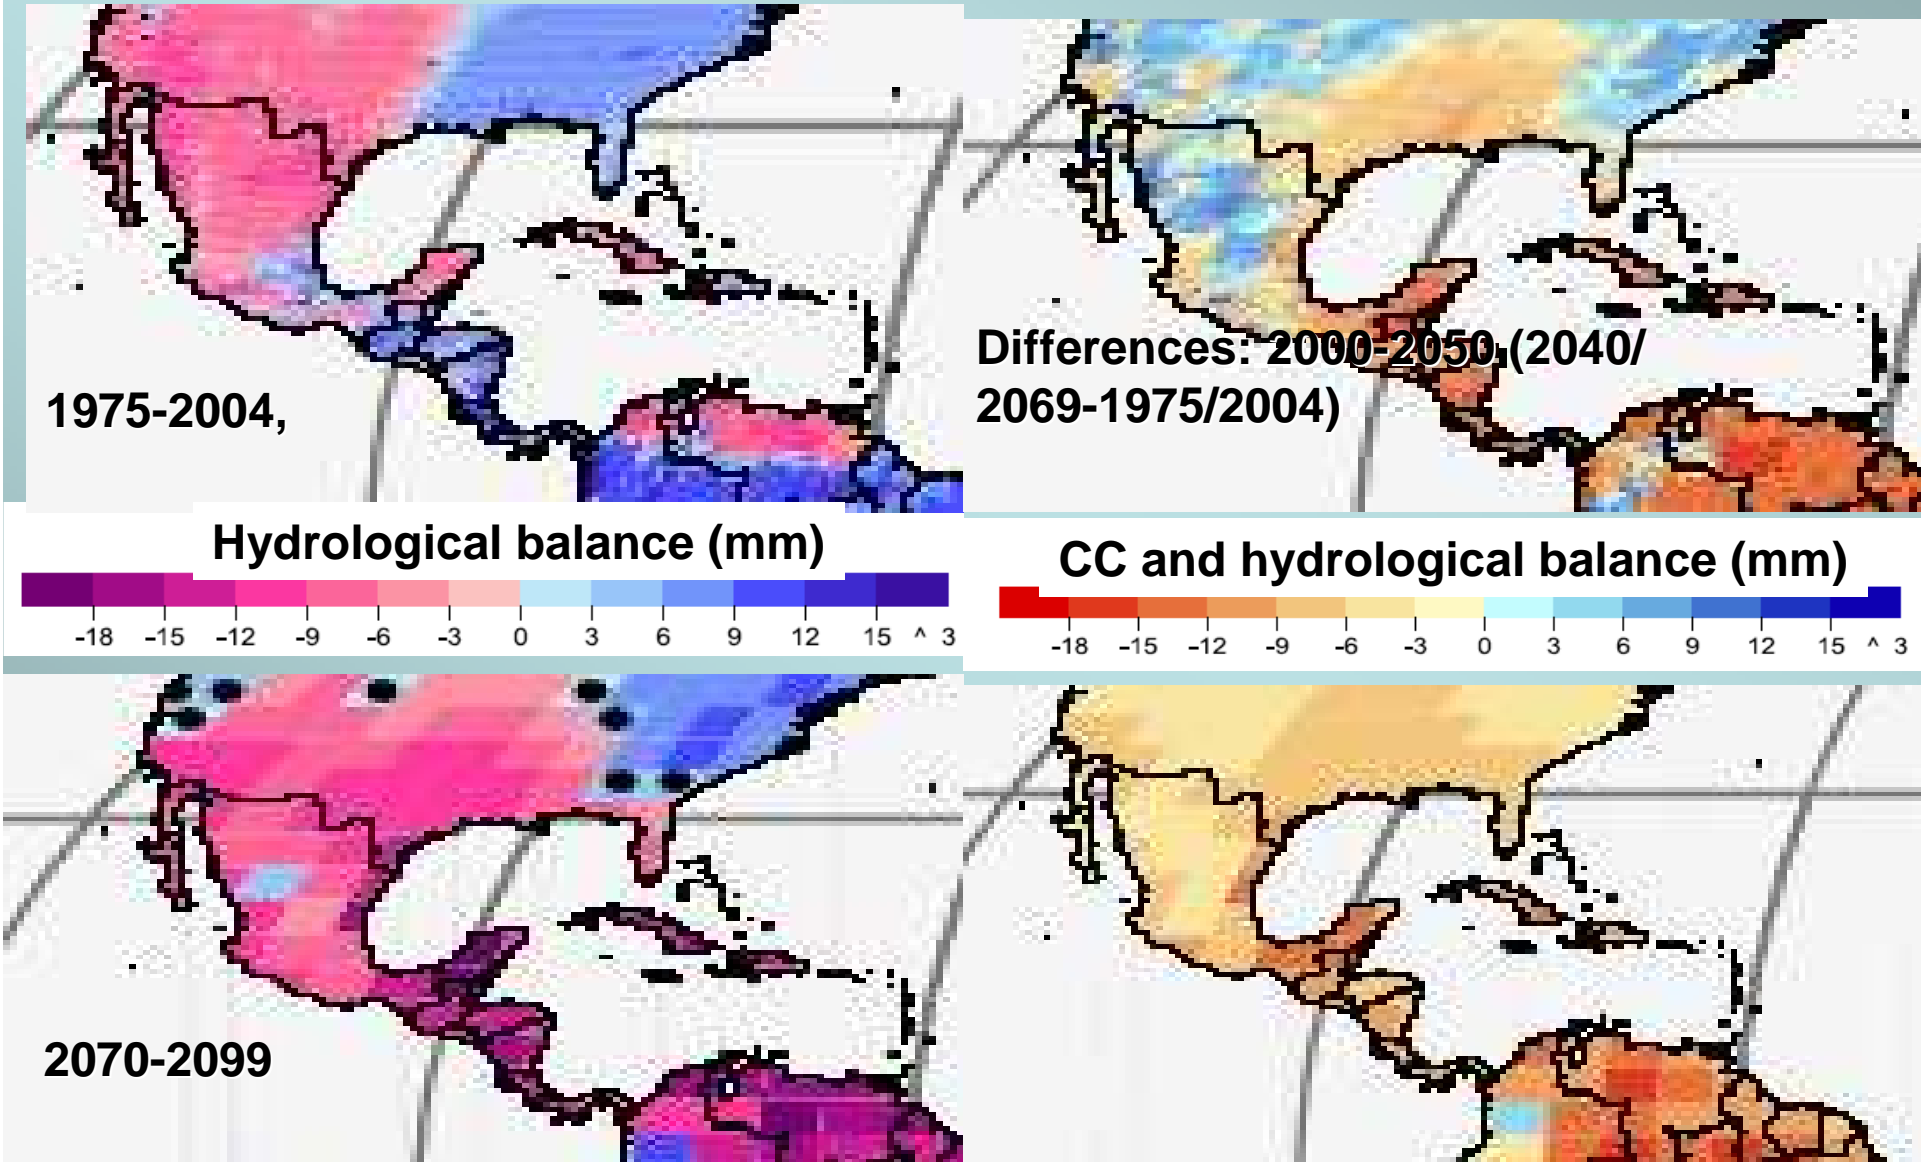 1975-2004,
Differences: 2000-2050 (2040/
2069-1975/2004)
Hydrological balance (mm)
-18 -15 -12 -9 -6 -3 0 3 6 9 12 15 ^ 3
CC and hydrological balance (mm)
-18 -15 -12 -9 -6 -3 0 3 6 9 12 15 ^ 3
2070-2099